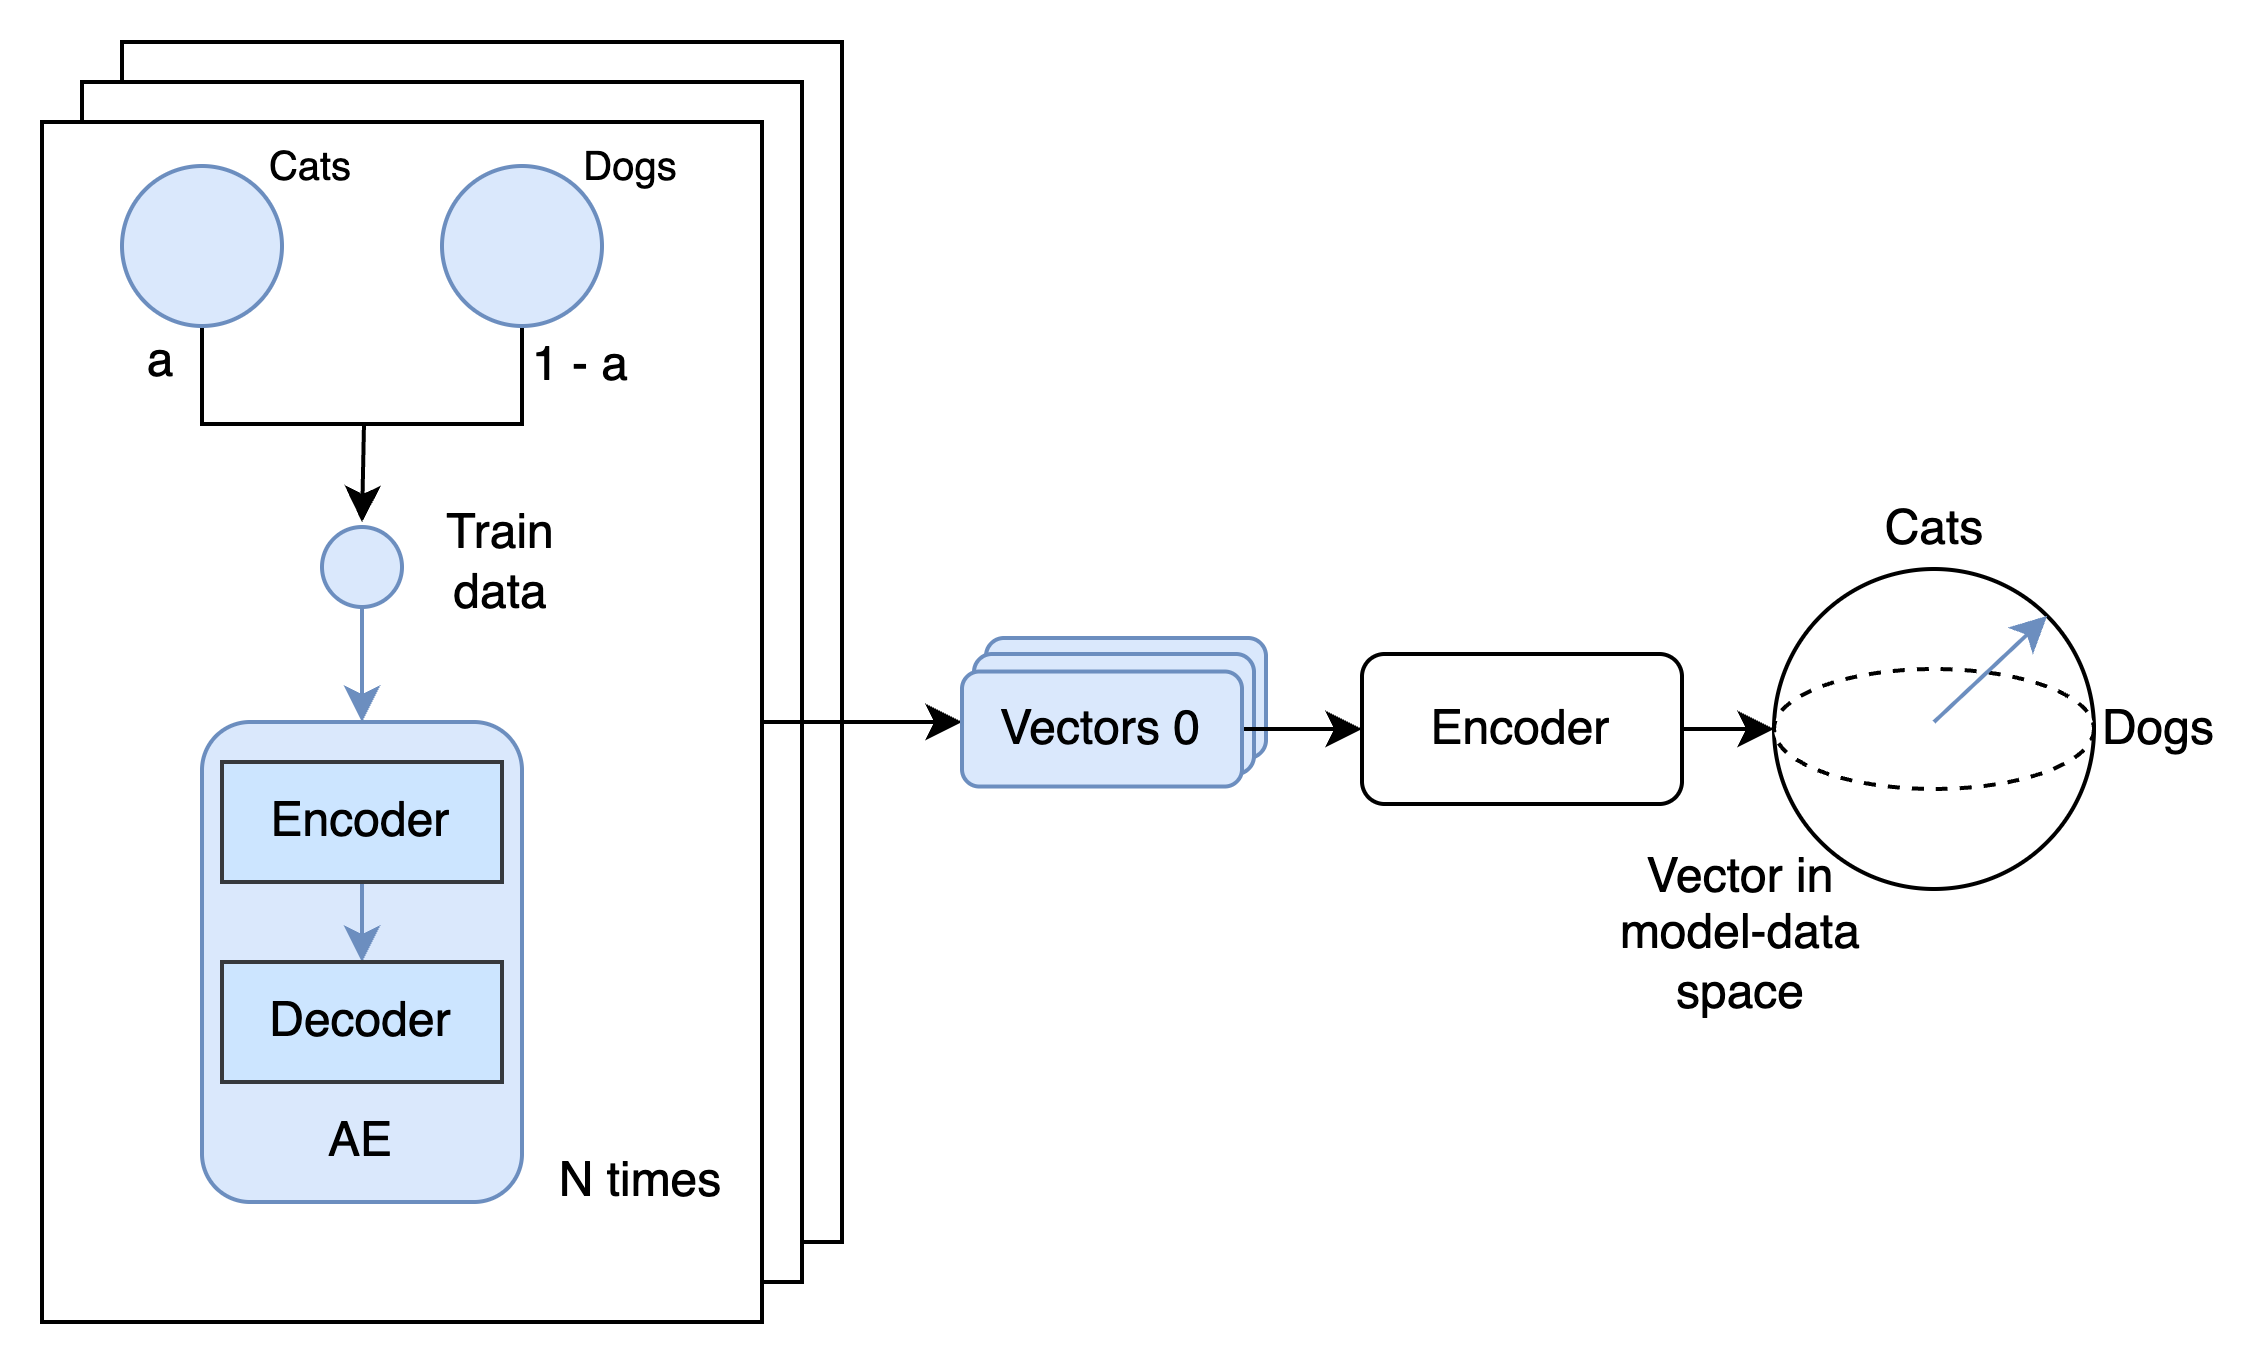 Cats
Dogs
a
1 - a
Train
data
Encoder
Decoder
AE
N times
Vectors 0
Encoder
Cats
Dogs
Vector in
model-data
space